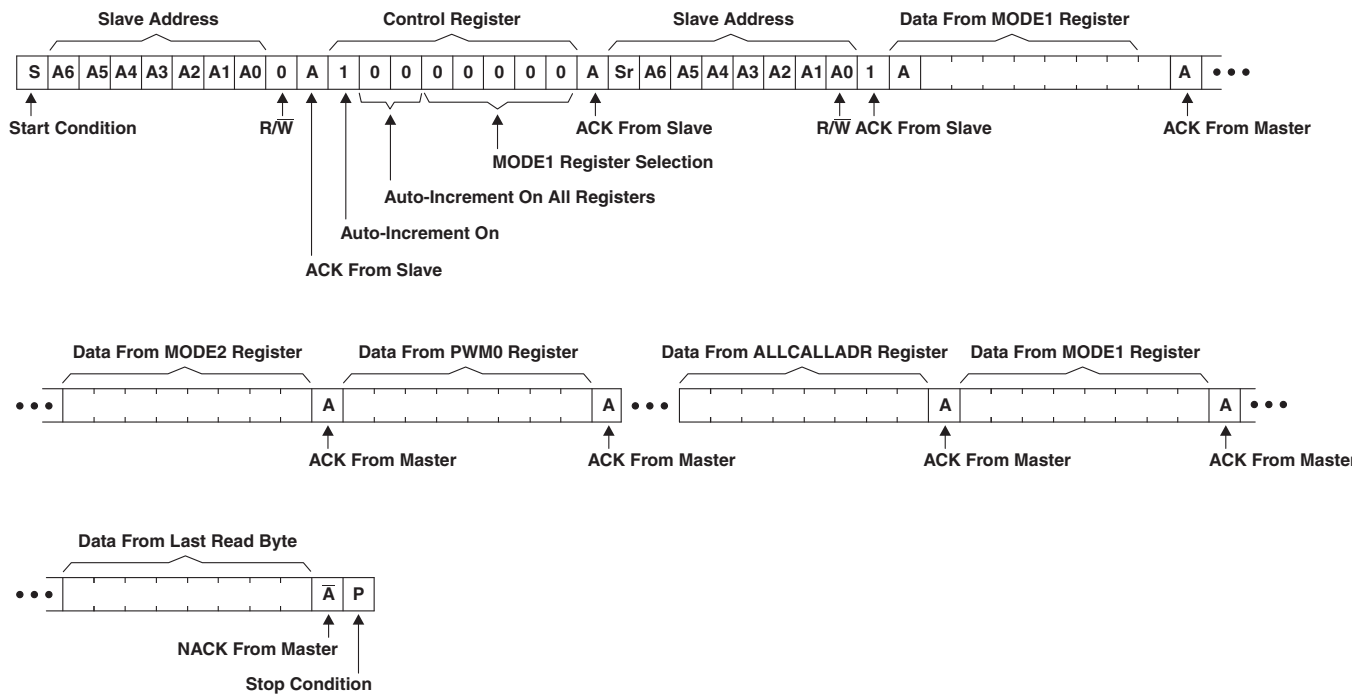 Slave Address Control Register Slave Address Data From MODE1 Register
S A6 A5 A4 A3 A2 A1 A0 0 A 1 0 0 0 0 0 0 0 A Sr A6 A5 A4 A3 A2 A1 A0 1 A A •••
Start Condition R/W̅ ACK From Slave R/W̅ ACK From Slave ACK From Master
MODE1 Register Selection
Auto-Increment On All Registers
Auto-Increment On
ACK From Slave
Data From MODE2 Register Data From PWM0 Register Data From ALLCALLADR Register Data From MODE1 Register
••• A A ••• A A •••
ACK From Master ACK From Master ACK From Master ACK From Master
Data From Last Read Byte
••• A̅ P
NACK From Master
Stop Condition